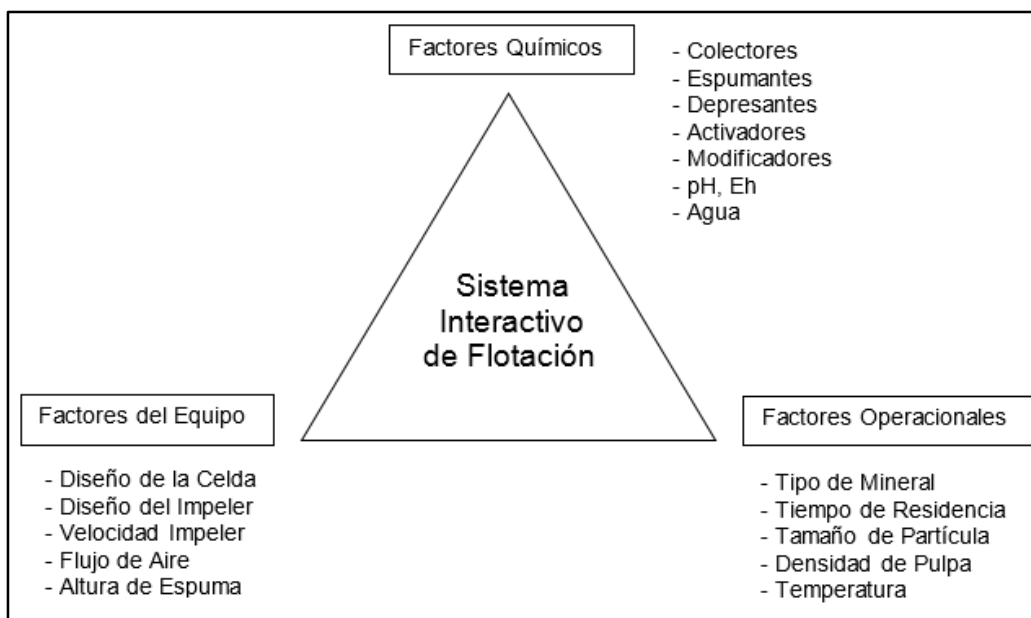 Factores Químicos
- Colectores
- Espumantes
- Depresantes
- Activadores
- Modificadores
- pH, Eh
- Agua
Sistema
Interactivo
de Flotación
Factores del Equipo
- Diseño de la Celda
- Diseño del Impeler
- Velocidad Impeler
- Flujo de Aire
- Altura de Espuma
Factores Operacionales
- Tipo de Mineral
- Tiempo de Residencia
- Tamaño de Partícula
- Densidad de Pulpa
- Temperatura